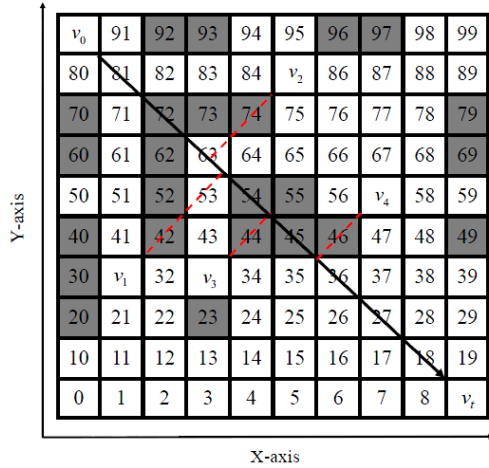 v0 91 92 93 94 95 96 97 98 99
80 81 82 83 84 v2 86 87 88 89
70 71 72 73 74 75 76 77 78 79
60 61 62 63 64 65 66 67 68 69
50 51 52 53 54 55 56 v4 58 59
40 41 42 43 44 45 46 47 48 49
30 v1 32 v3 34 35 36 37 38 39
20 21 22 23 24 25 26 27 28 29
10 11 12 13 14 15 16 17 18 19
0 1 2 3 4 5 6 7 8 vt
Y-axis
X-axis